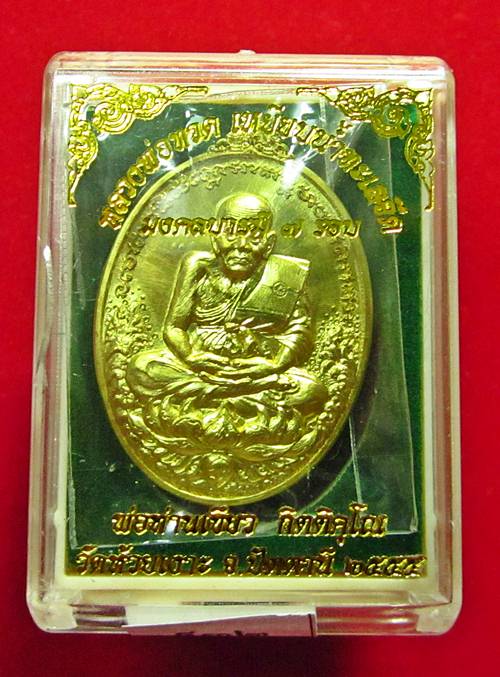 หลวงพ่อทวด เหยียบน้ำทะเลจืด
มงคลบารมี ๗ รอบ
พ่อท่านเขียว กิตติคุโณ
วัดห้วยเงาะ จ.ปัตตานี ๒๕๕๕